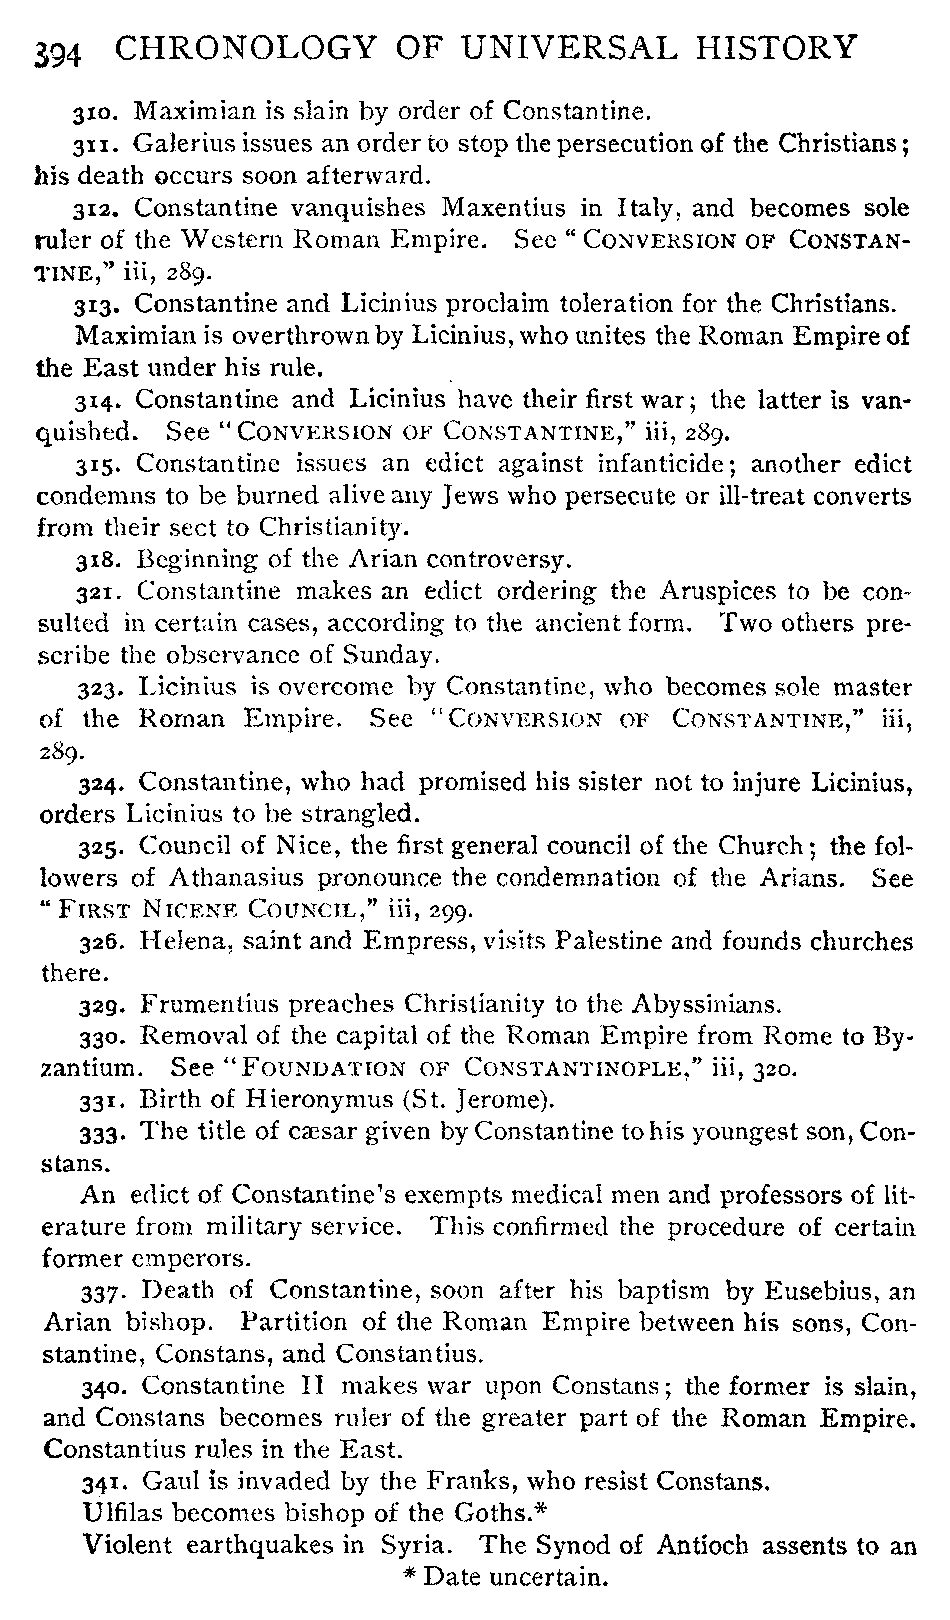 394 CHRONOLOGY OF UNIVERSAL HISTORY
310. Maximian is slain by order of Constantine.
311. Galerius issues an order to stop the persecution of the Christians;
his death occurs soon afterward.
312. Constantine vanquishes Maxentius in Italy, and becomes sole
ruler of the Western Roman Empire. See “CONVERSION OF CONSTAN-
TINE,” iii, 289.
313. Constantine and Licinius proclaim toleration for the Christians.
Maximian is overthrown by Licinius, who unites the Roman Empire of
the East under his rule.
314. Constantine and Licinius have their first war; the latter is van-
quished. See “CONVERSION OF CONSTANTINE,” iii, 289.
315. Constantine issues an edict against infanticide; another edict
condemns to be burned alive any Jews who persecute or ill-treat converts
from their sect to Christianity.
318. Beginning of the Arian controversy.
321. Constantine makes an edict ordering the Aruspices to be con-
sulted in certain cases, according to the ancient form. Two others pre-
scribe the observance of Sunday.
323. Licinius is overcome by Constantine, who becomes sole master
of the Roman Empire. See “CONVERSION OF CONSTANTINE,” iii,
289.
324. Constantine, who had promised his sister not to injure Licinius,
orders Licinius to be strangled.
325. Council of Nice, the first general council of the Church; the fol-
lowers of Athanasius pronounce the condemnation of the Arians. See
“FIRST NICENE COUNCIL,” iii, 299.
326. Helena, saint and Empress, visits Palestine and founds churches
there.
329. Frumentius preaches Christianity to the Abyssinians.
330. Removal of the capital of the Roman Empire from Rome to By-
zantium. See “FOUNDATION OF CONSTANTINOPLE,” iii, 320.
331. Birth of Hieronymus (St. Jerome).
333. The title of cæsar given by Constantine to his youngest son, Con-
stans.
An edict of Constantine's exempts medical men and professors of lit-
erature from military service. This confirmed the procedure of certain
former emperors.
337. Death of Constantine, soon after his baptism by Eusebius, an
Arian bishop. Partition of the Roman Empire between his sons, Con-
stantine, Constans, and Constantius.
340. Constantine II makes war upon Constans; the former is slain,
and Constans becomes ruler of the greater part of the Roman Empire.
Constantius rules in the East.
341. Gaul is invaded by the Franks, who resist Constans.
Ulfilas becomes bishop of the Goths.*
Violent earthquakes in Syria. The Synod of Antioch assents to an
* Date uncertain.